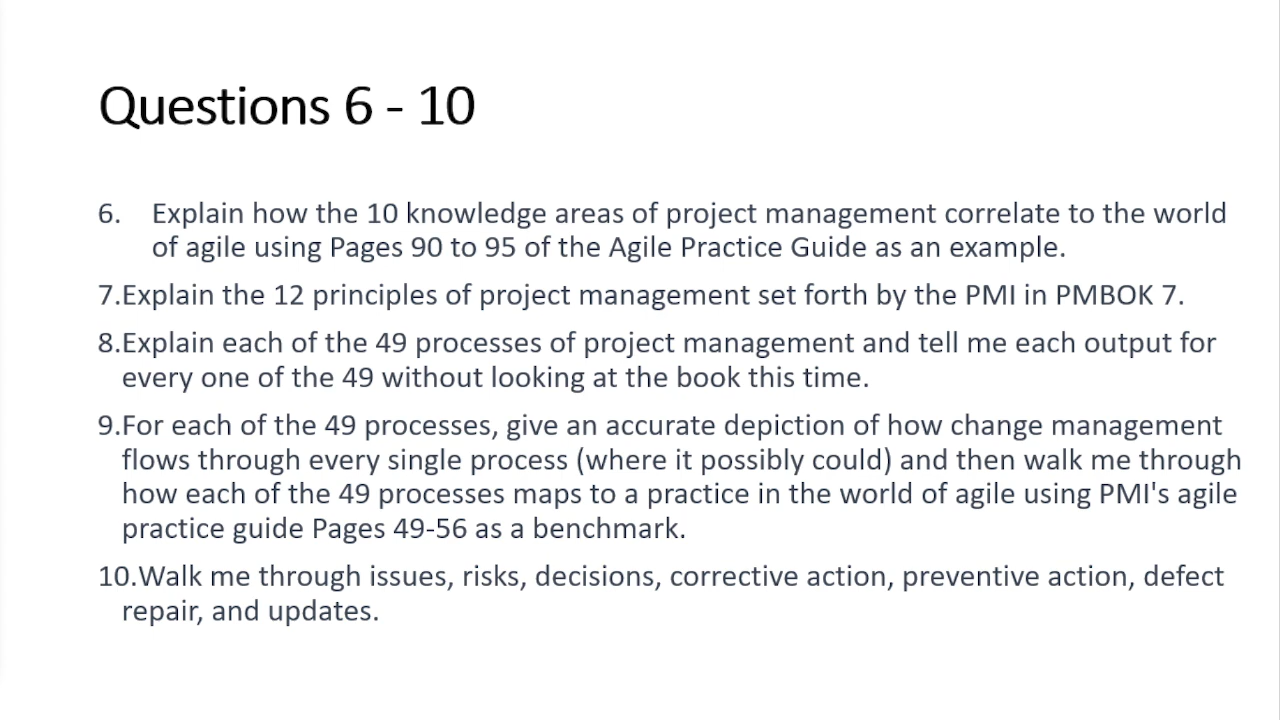 Questions 6 - 10
6. Explain how the 10 knowledge areas of project management correlate to the world
of agile using Pages 90 to 95 of the Agile Practice Guide as an example.
7.Explain the 12 principles of project management set forth by the PMI in PMBOK 7.
8.Explain each of the 49 processes of project management and tell me each output for
every one of the 49 without looking at the book this time.
9.For each of the 49 processes, give an accurate depiction of how change management
flows through every single process (where it possibly could) and then walk me through
how each of the 49 processes maps to a practice in the world of agile using PMI's agile
practice guide Pages 49-56 as a benchmark.
10.Walk me through issues, risks, decisions, corrective action, preventive action, defect
repair, and updates.